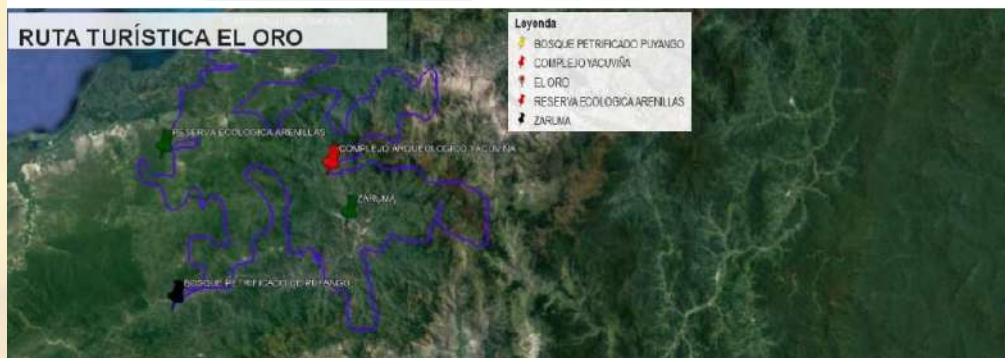 RUTA TURÍSTICA EL ORO
Leyenda
BOSQUE PETRIFICADO PUYANGO
COMPLEJO YACUVIÑA
EL ORO
RESERVA ECOLOGICA ARENILLAS
ZARUMA
RESERVA ECOLOGICA ARENILLAS
COMPLEJO ARQUEOLOGICO YACUVIÑA
ZARUMA
BOSQUE PETRIFICADO DE PUYANGO